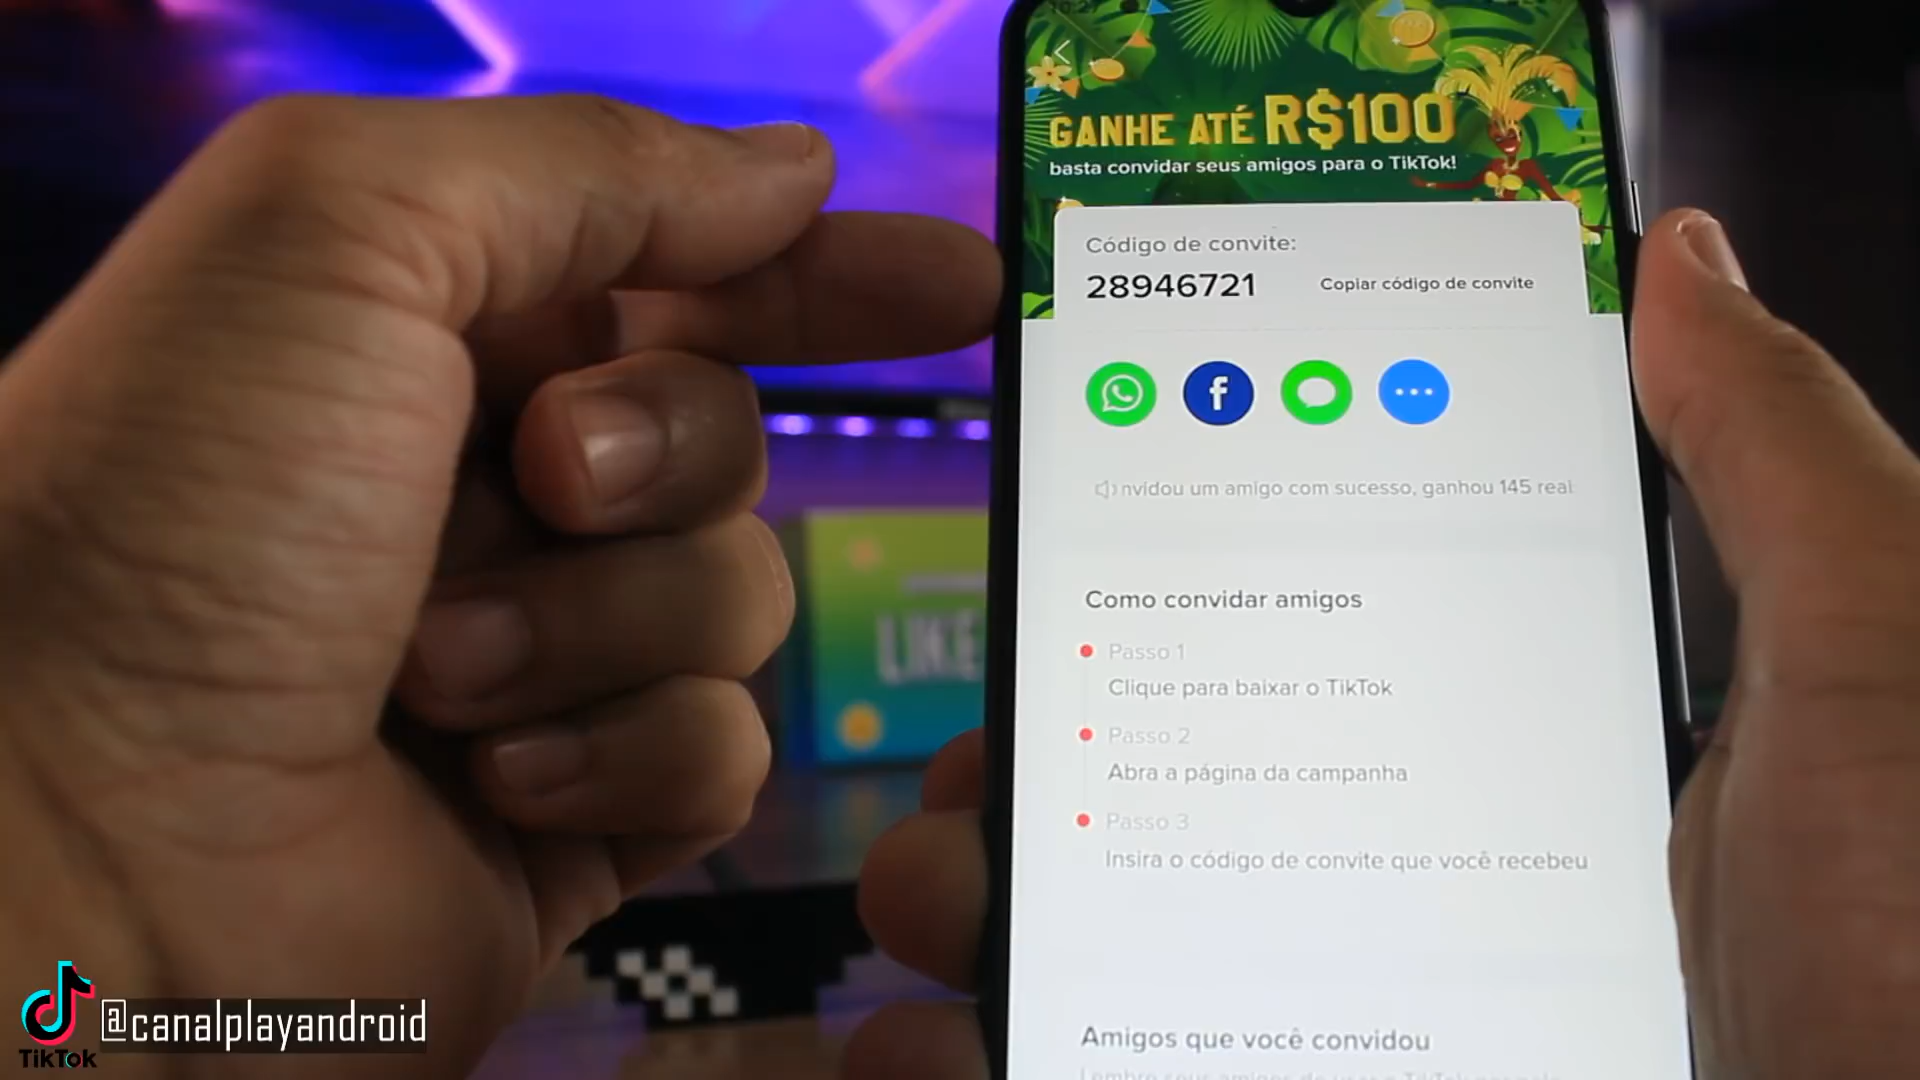 GANHE ATÉ R$100
basta convidar seus amigos para o TikTok!
Código de convite:
28946721
Copiar código de convite
nvidou um amigo com sucesso, ganhou 145 reai
Como convidar amigos
Passo 1
Clique para baixar o TikTok
Passo 2
Abra a página da campanha
Passo 3
Insira o código de convite que você recebeu
Amigos que você convidou
LIKE
TikTok
@canalplayandroid